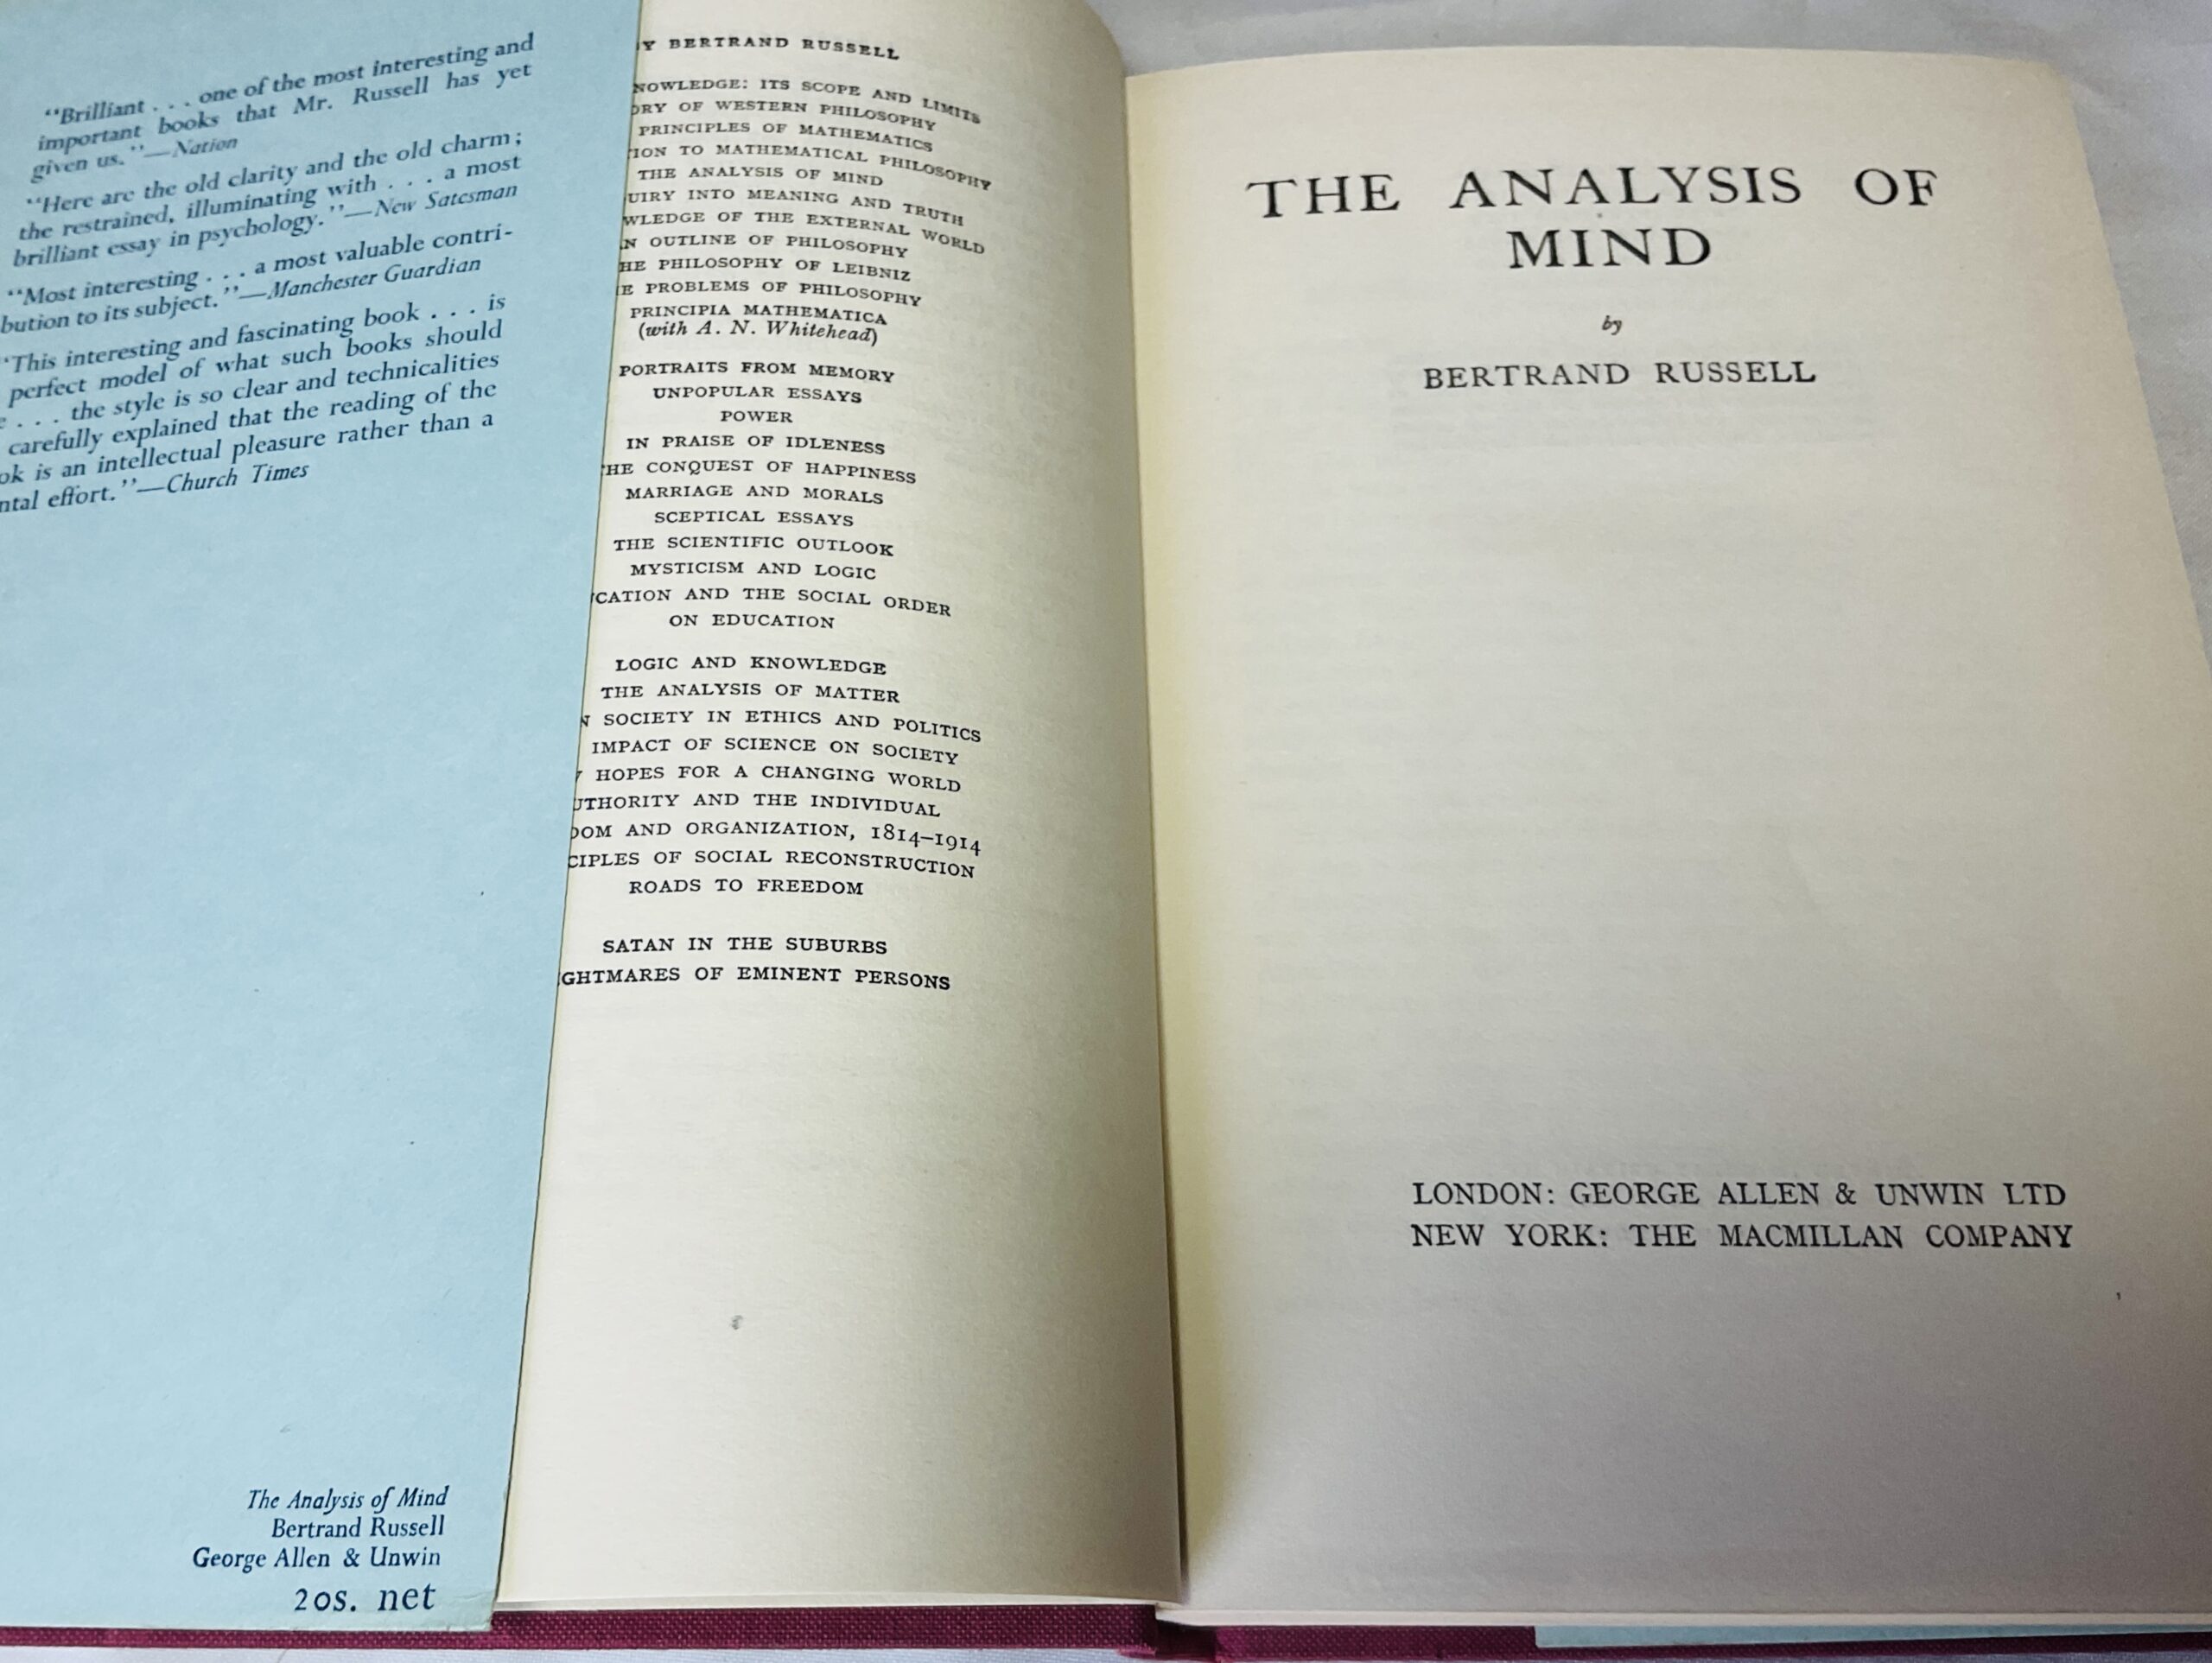 “Brilliant . . . one of the most interesting and
important books that Mr. Russell has yet
given us.”—Nation
“Here are the old clarity and the old charm;
the restrained, illuminating with . . . a most
brilliant essay in psychology.”—New Satesman
“Most interesting . . . a most valuable contri-
bution to its subject.”—Manchester Guardian
“This interesting and fascinating book . . . is
perfect model of what such books should
. . . the style is so clear and technicalities
carefully explained that the reading of the
is an intellectual pleasure rather than a
effort.”—Church Times
The Analysis of Mind
Bertrand Russell
George Allen & Unwin
20s. net
BERTRAND RUSSELL
NOWLEDGE: ITS SCOPE AND LIMITS
ORY OF WESTERN PHILOSOPHY
PRINCIPLES OF MATHEMATICS
TION TO MATHEMATICAL PHILOSOPHY
THE ANALYSIS OF MIND
UIRY INTO MEANING AND TRUTH
WLEDGE OF THE EXTERNAL WORLD
N OUTLINE OF PHILOSOPHY
HE PHILOSOPHY OF LEIBNIZ
E PROBLEMS OF PHILOSOPHY
PRINCIPIA MATHEMATICA
(with A. N. Whitehead)
PORTRAITS FROM MEMORY
UNPOPULAR ESSAYS
POWER
IN PRAISE OF IDLENESS
THE CONQUEST OF HAPPINESS
MARRIAGE AND MORALS
SCEPTICAL ESSAYS
THE SCIENTIFIC OUTLOOK
MYSTICISM AND LOGIC
CATION AND THE SOCIAL ORDER
ON EDUCATION
LOGIC AND KNOWLEDGE
THE ANALYSIS OF MATTER
N SOCIETY IN ETHICS AND POLITICS
IMPACT OF SCIENCE ON SOCIETY
HOPES FOR A CHANGING WORLD
UTHORITY AND THE INDIVIDUAL
DOM AND ORGANIZATION, 1814–1914
CIPLES OF SOCIAL RECONSTRUCTION
ROADS TO FREEDOM
SATAN IN THE SUBURBS
GHTMARES OF EMINENT PERSONS
THE ANALYSIS OF
MIND
by
BERTRAND RUSSELL
LONDON: GEORGE ALLEN & UNWIN LTD
NEW YORK: THE MACMILLAN COMPANY